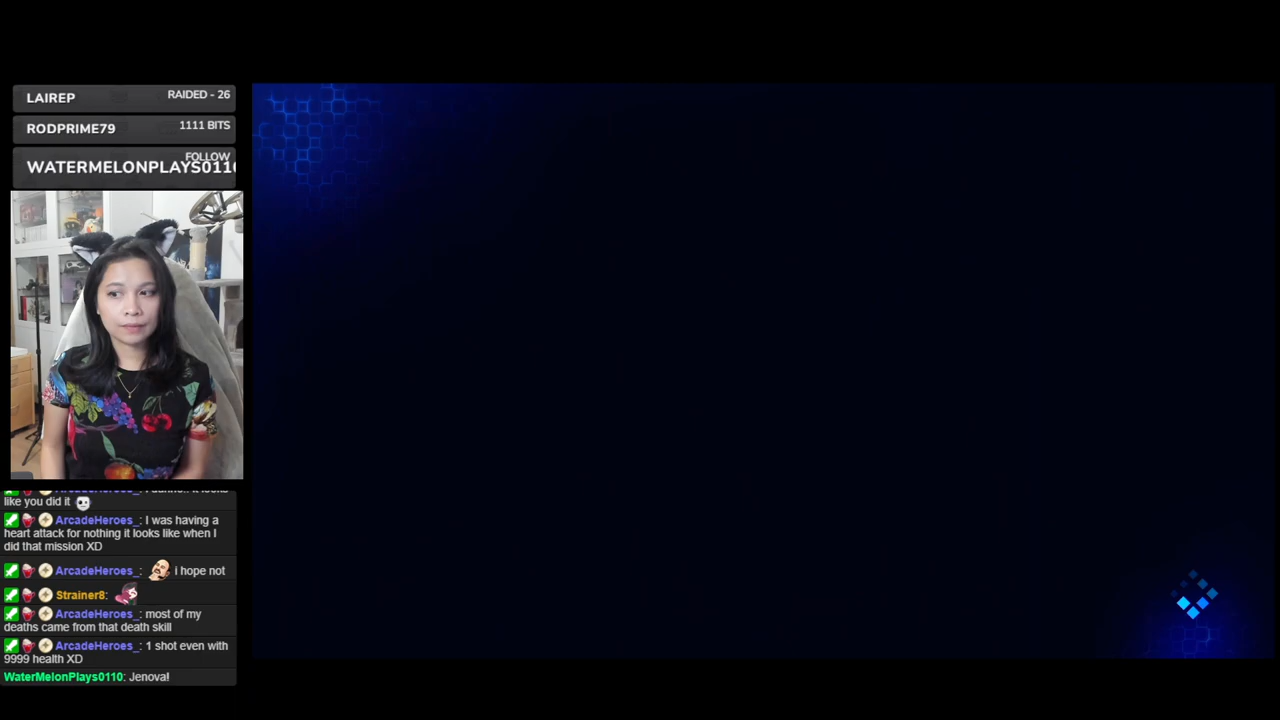 LAIREP
RAIDED - 26
RODPRIME79
1111 BITS
FOLLOW
WATERMELONPLAYS011
like you did it
ArcadeHeroes_: I was having a
heart attack for nothing it looks like when I
did that mission XD
ArcadeHeroes_: i hope not
Strainer8:
ArcadeHeroes_: most of my
deaths came from that death skill
ArcadeHeroes_: 1 shot even with
9999 health XD
WaterMelonPlays0110: Jenova!